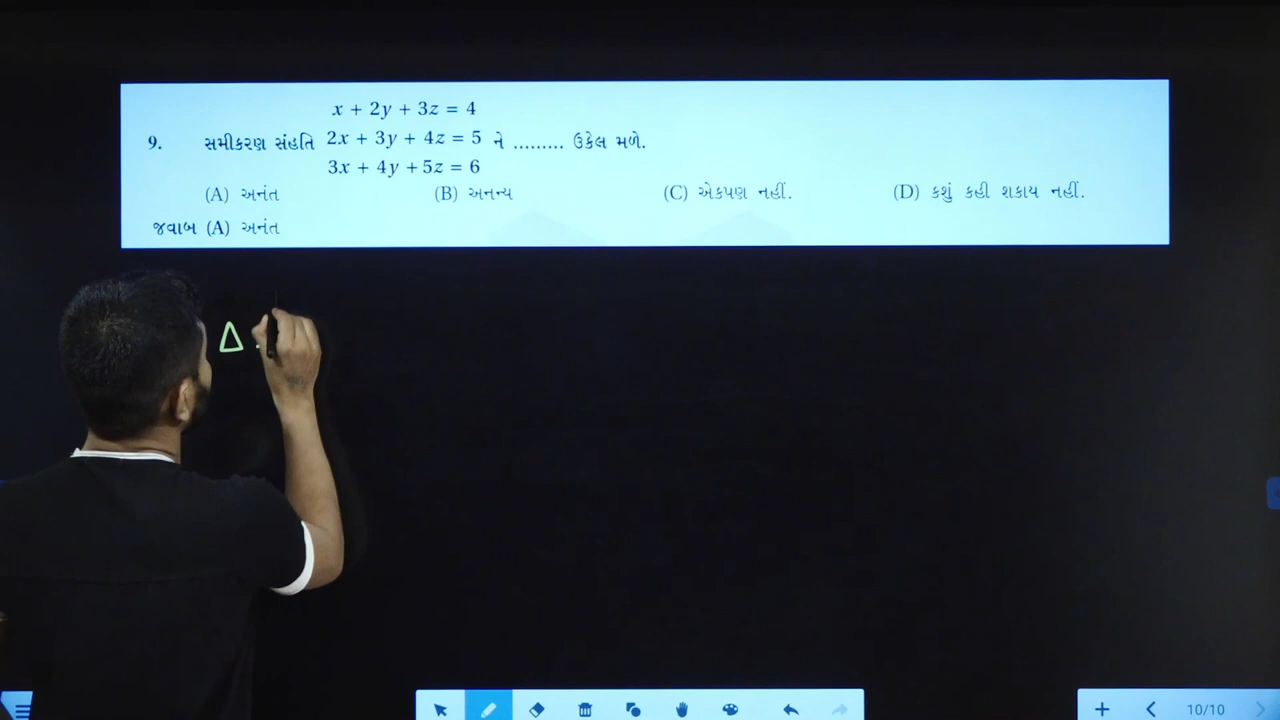 x + 2y + 3z = 4
9. સમીકરણ સંહતિ 2x + 3y + 4z = 5 ને ......... ઉકેલ મળે.
3x + 4y + 5z = 6
(A) અનંત (B) અનન્ય (C) એકપણ નહીં. (D) કશું કહી શકાય નહીં.
જવાબ (A) અનંત
Δ
10/10